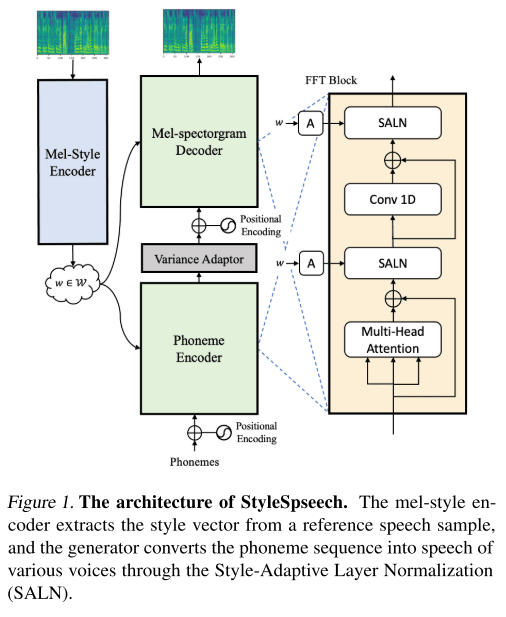 FFT Block
w
A
SALN
Mel-Style
Encoder
Mel-spectorgram
Decoder
Conv 1D
Positional
Encoding
Variance Adaptor
w
A
SALN
w ∈ 𝒲
Phoneme
Encoder
Multi-Head
Attention
Positional
Encoding
Phonemes
Figure 1. The architecture of StyleSpseech. The mel-style en-
coder extracts the style vector from a reference speech sample,
and the generator converts the phoneme sequence into speech of
various voices through the Style-Adaptive Layer Normalization
(SALN).